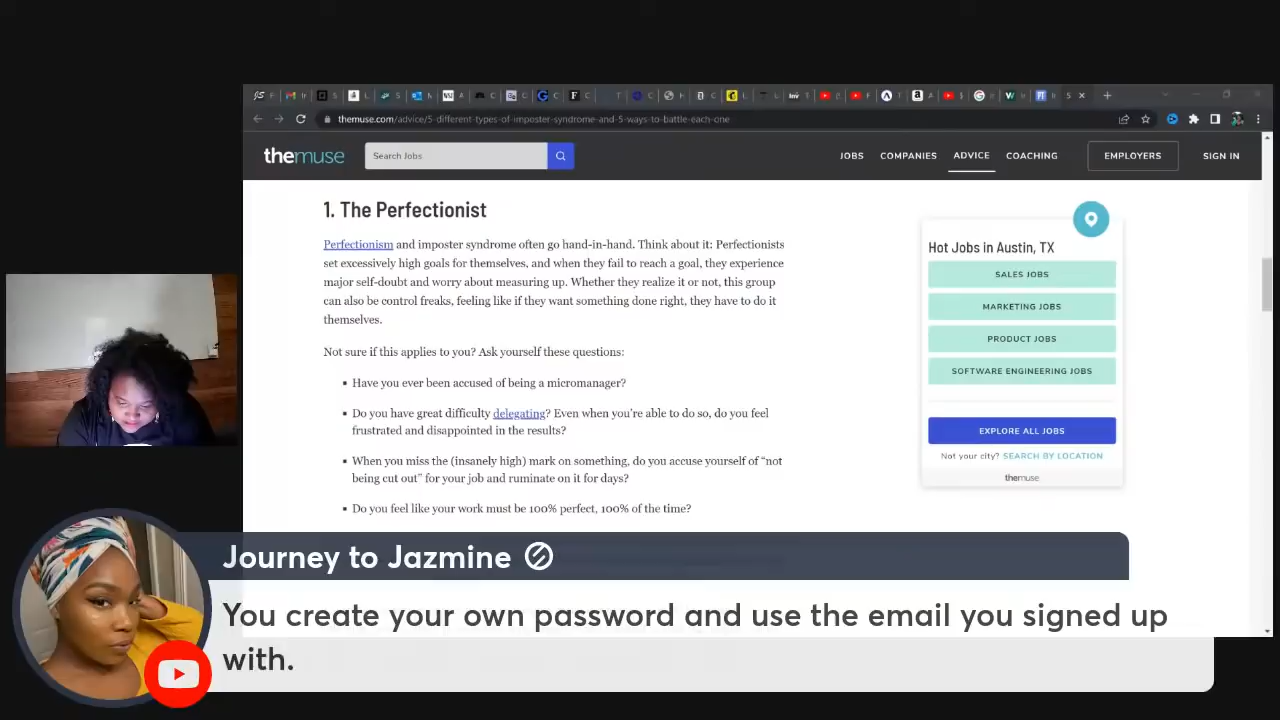 themuse.com/advice/5-different-types-of-imposter-syndrome-and-5-ways-to-battle-each-one
themuse
Search Jobs
JOBS
COMPANIES
ADVICE
COACHING
EMPLOYERS
SIGN IN
1. The Perfectionist
Perfectionism and imposter syndrome often go hand-in-hand. Think about it: Perfectionists
set excessively high goals for themselves, and when they fail to reach a goal, they experience
major self-doubt and worry about measuring up. Whether they realize it or not, this group
can also be control freaks, feeling like if they want something done right, they have to do it
themselves.
Not sure if this applies to you? Ask yourself these questions:
▪ Have you ever been accused of being a micromanager?
▪ Do you have great difficulty delegating? Even when you're able to do so, do you feel
frustrated and disappointed in the results?
▪ When you miss the (insanely high) mark on something, do you accuse yourself of “not
being cut out” for your job and ruminate on it for days?
▪ Do you feel like your work must be 100% perfect, 100% of the time?
Hot Jobs in Austin, TX
SALES JOBS
MARKETING JOBS
PRODUCT JOBS
SOFTWARE ENGINEERING JOBS
EXPLORE ALL JOBS
Not your city? SEARCH BY LOCATION
themuse
Journey to Jazmine
You create your own password and use the email you signed up
with.